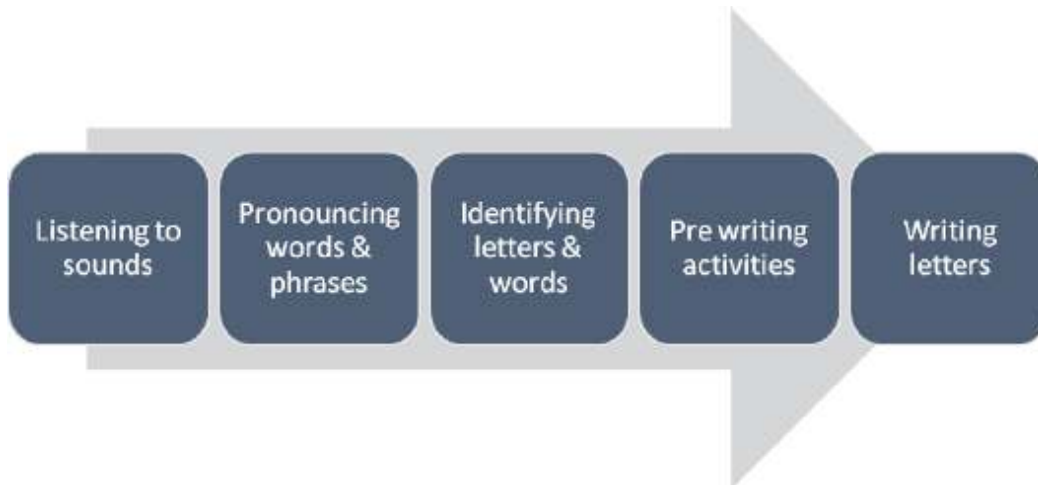 Listening to
sounds
Pronouncing
words &
phrases
Identifying
letters &
words
Pre writing
activities
Writing
letters